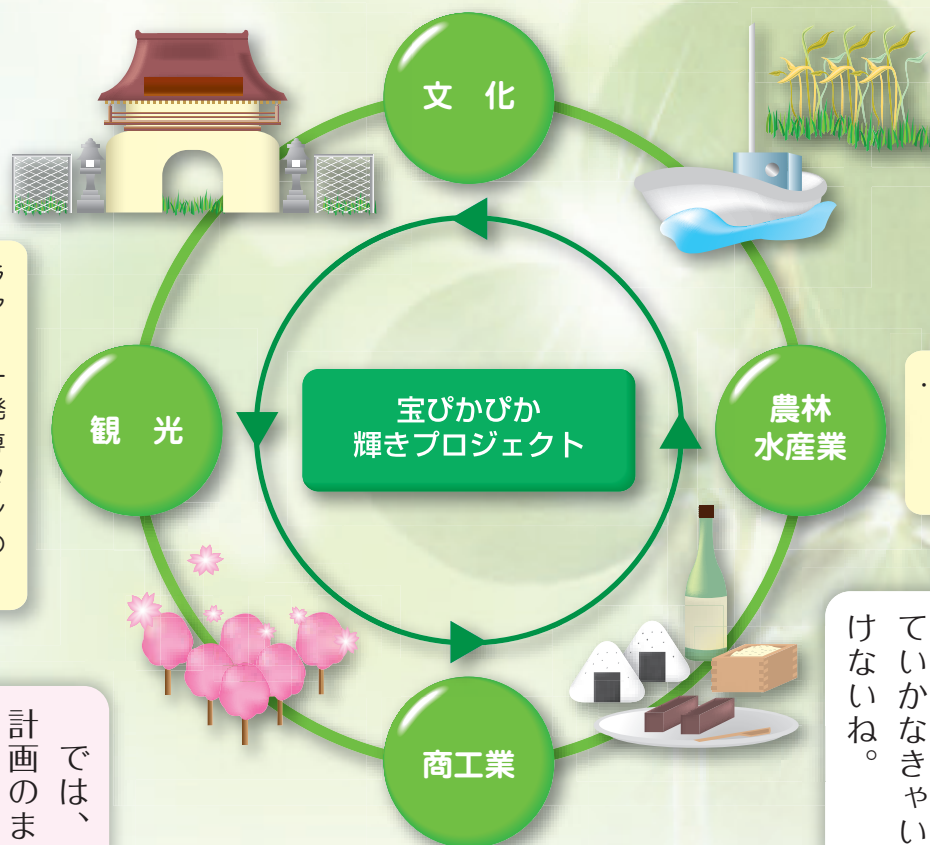 文 化
観 光
宝ぴかぴか
輝きプロジェクト
農林
水産業
商工業
ていかなきゃい
けないね。
では、
計画のま